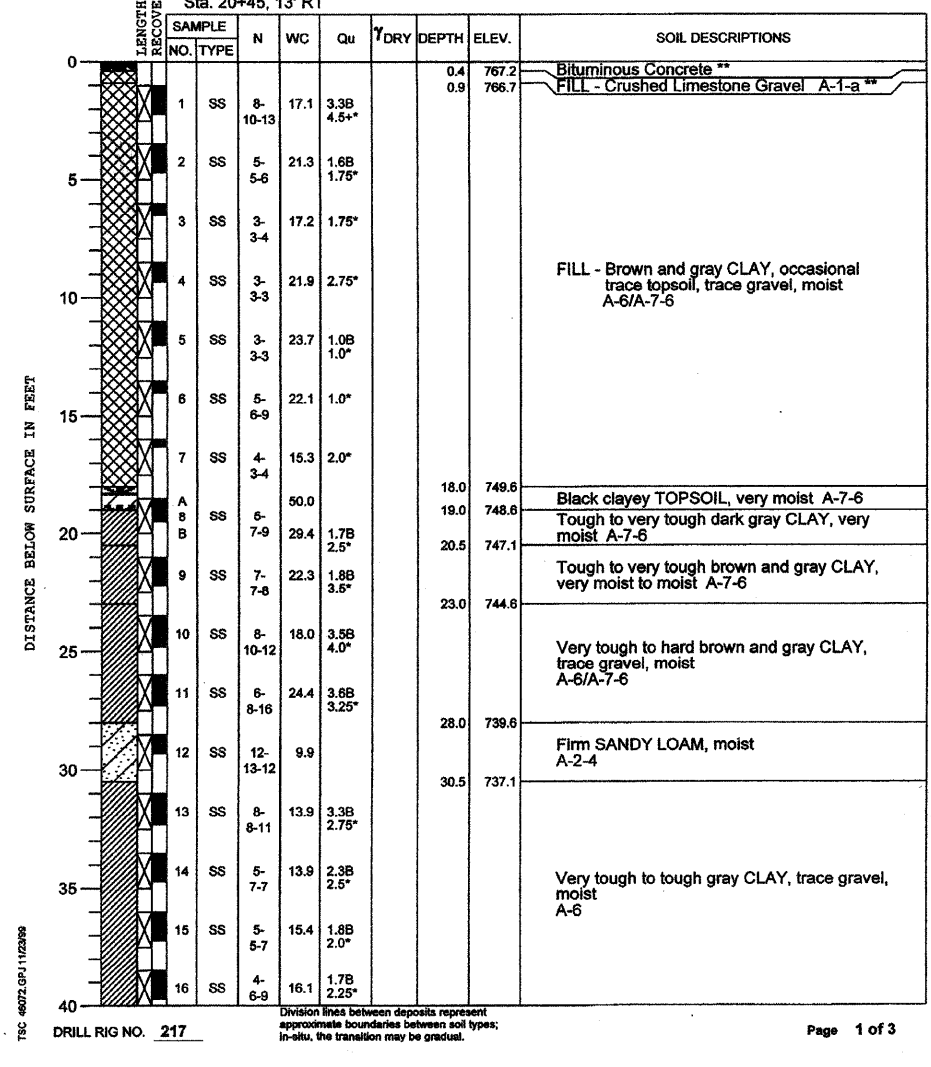 Sta. 20+45, 13' RT
LENGTH
RECOVE
SAMPLE
NO. TYPE N WC Qu γDRY DEPTH ELEV. SOIL DESCRIPTIONS
0
0.4 767.2 Bituminous Concrete **
0.9 766.7 FILL - Crushed Limestone Gravel A-1-a **
1 SS 8- 17.1 3.3B
10-13 4.5+*
2 SS 5- 21.3 1.6B
5 5-6 1.75*
3 SS 3- 17.2 1.75*
3-4
FILL - Brown and gray CLAY, occasional
trace topsoil, trace gravel, moist
A-6/A-7-6
4 SS 3- 21.9 2.75*
10 3-3
5 SS 3- 23.7 1.0B
3-3 1.0*
6 SS 5- 22.1 1.0*
15 6-9
7 SS 4- 15.3 2.0*
3-4
18.0 749.6
A 50.0 Black clayey TOPSOIL, very moist A-7-6
19.0 748.6
8 SS 5- Tough to very tough dark gray CLAY, very
20 B 7-9 29.4 1.7B moist A-7-6
2.5* 20.5 747.1
9 SS 7- 22.3 1.8B Tough to very tough brown and gray CLAY,
7-8 3.5* very moist to moist A-7-6
23.0 744.6
10 SS 8- 18.0 3.5B
25 10-12 4.0* Very tough to hard brown and gray CLAY,
trace gravel, moist
A-6/A-7-6
11 SS 6- 24.4 3.6B
8-16 3.25*
28.0 739.6
12 SS 12- 9.9 Firm SANDY LOAM, moist
30 13-12 A-2-4
30.5 737.1
13 SS 8- 13.9 3.3B
8-11 2.75*
14 SS 5- 13.9 2.3B
35 7-7 2.5* Very tough to tough gray CLAY, trace gravel,
moist
A-6
15 SS 5- 15.4 1.8B
5-7 2.0*
16 SS 4- 16.1 1.7B
6-9 2.25*
40
DISTANCE BELOW SURFACE IN FEET
TSC 46072.GPJ 11/23/99
DRILL RIG NO. 217
Division lines between deposits represent
approximate boundaries between soil types;
in-situ, the transition may be gradual.
Page 1 of 3